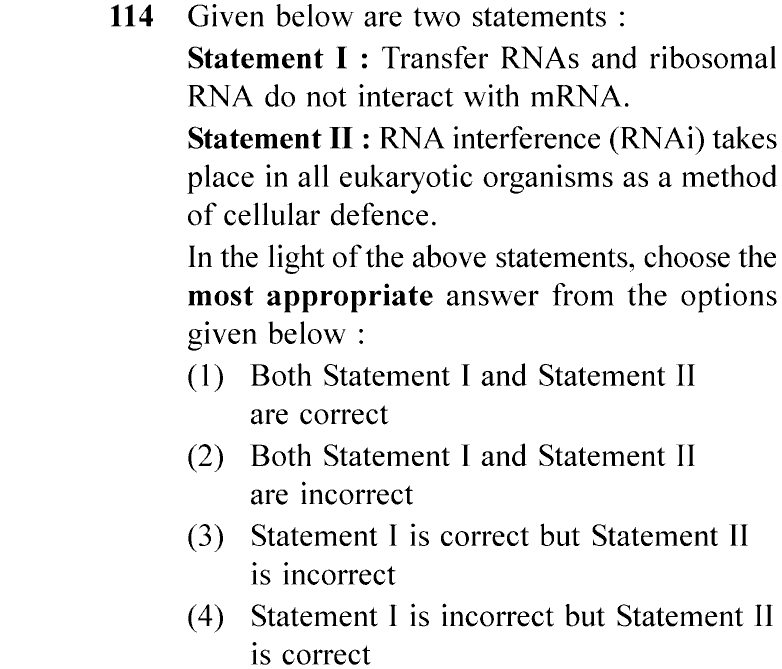 114 Given below are two statements :
Statement I : Transfer RNAs and ribosomal
RNA do not interact with mRNA.
Statement II : RNA interference (RNAi) takes
place in all eukaryotic organisms as a method
of cellular defence.
In the light of the above statements, choose the
most appropriate answer from the options
given below :
(1) Both Statement I and Statement II
are correct
(2) Both Statement I and Statement II
are incorrect
(3) Statement I is correct but Statement II
is incorrect
(4) Statement I is incorrect but Statement II
is correct